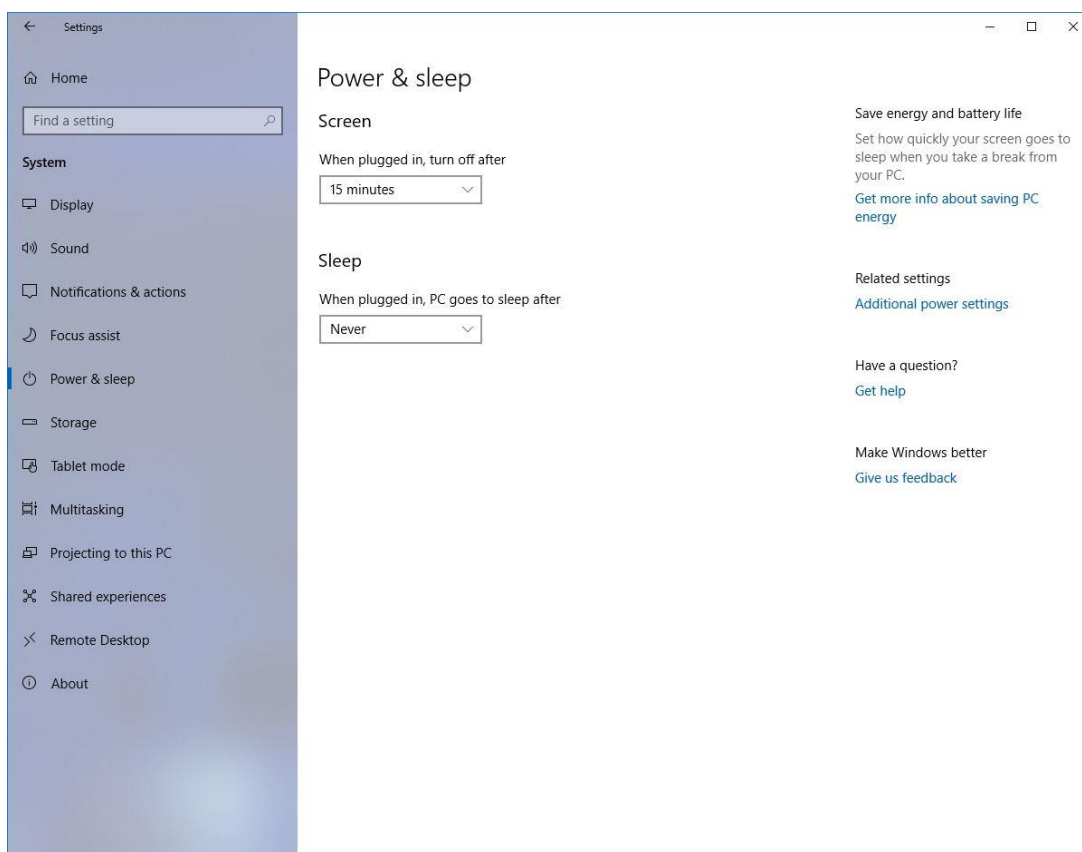 Settings
Home
Find a setting
System
Display
Sound
Notifications & actions
Focus assist
Power & sleep
Storage
Tablet mode
Multitasking
Projecting to this PC
Shared experiences
Remote Desktop
About
Power & sleep
Screen
When plugged in, turn off after
15 minutes
Sleep
When plugged in, PC goes to sleep after
Never
Save energy and battery life
Set how quickly your screen goes to
sleep when you take a break from
your PC.
Get more info about saving PC
energy
Related settings
Additional power settings
Have a question?
Get help
Make Windows better
Give us feedback